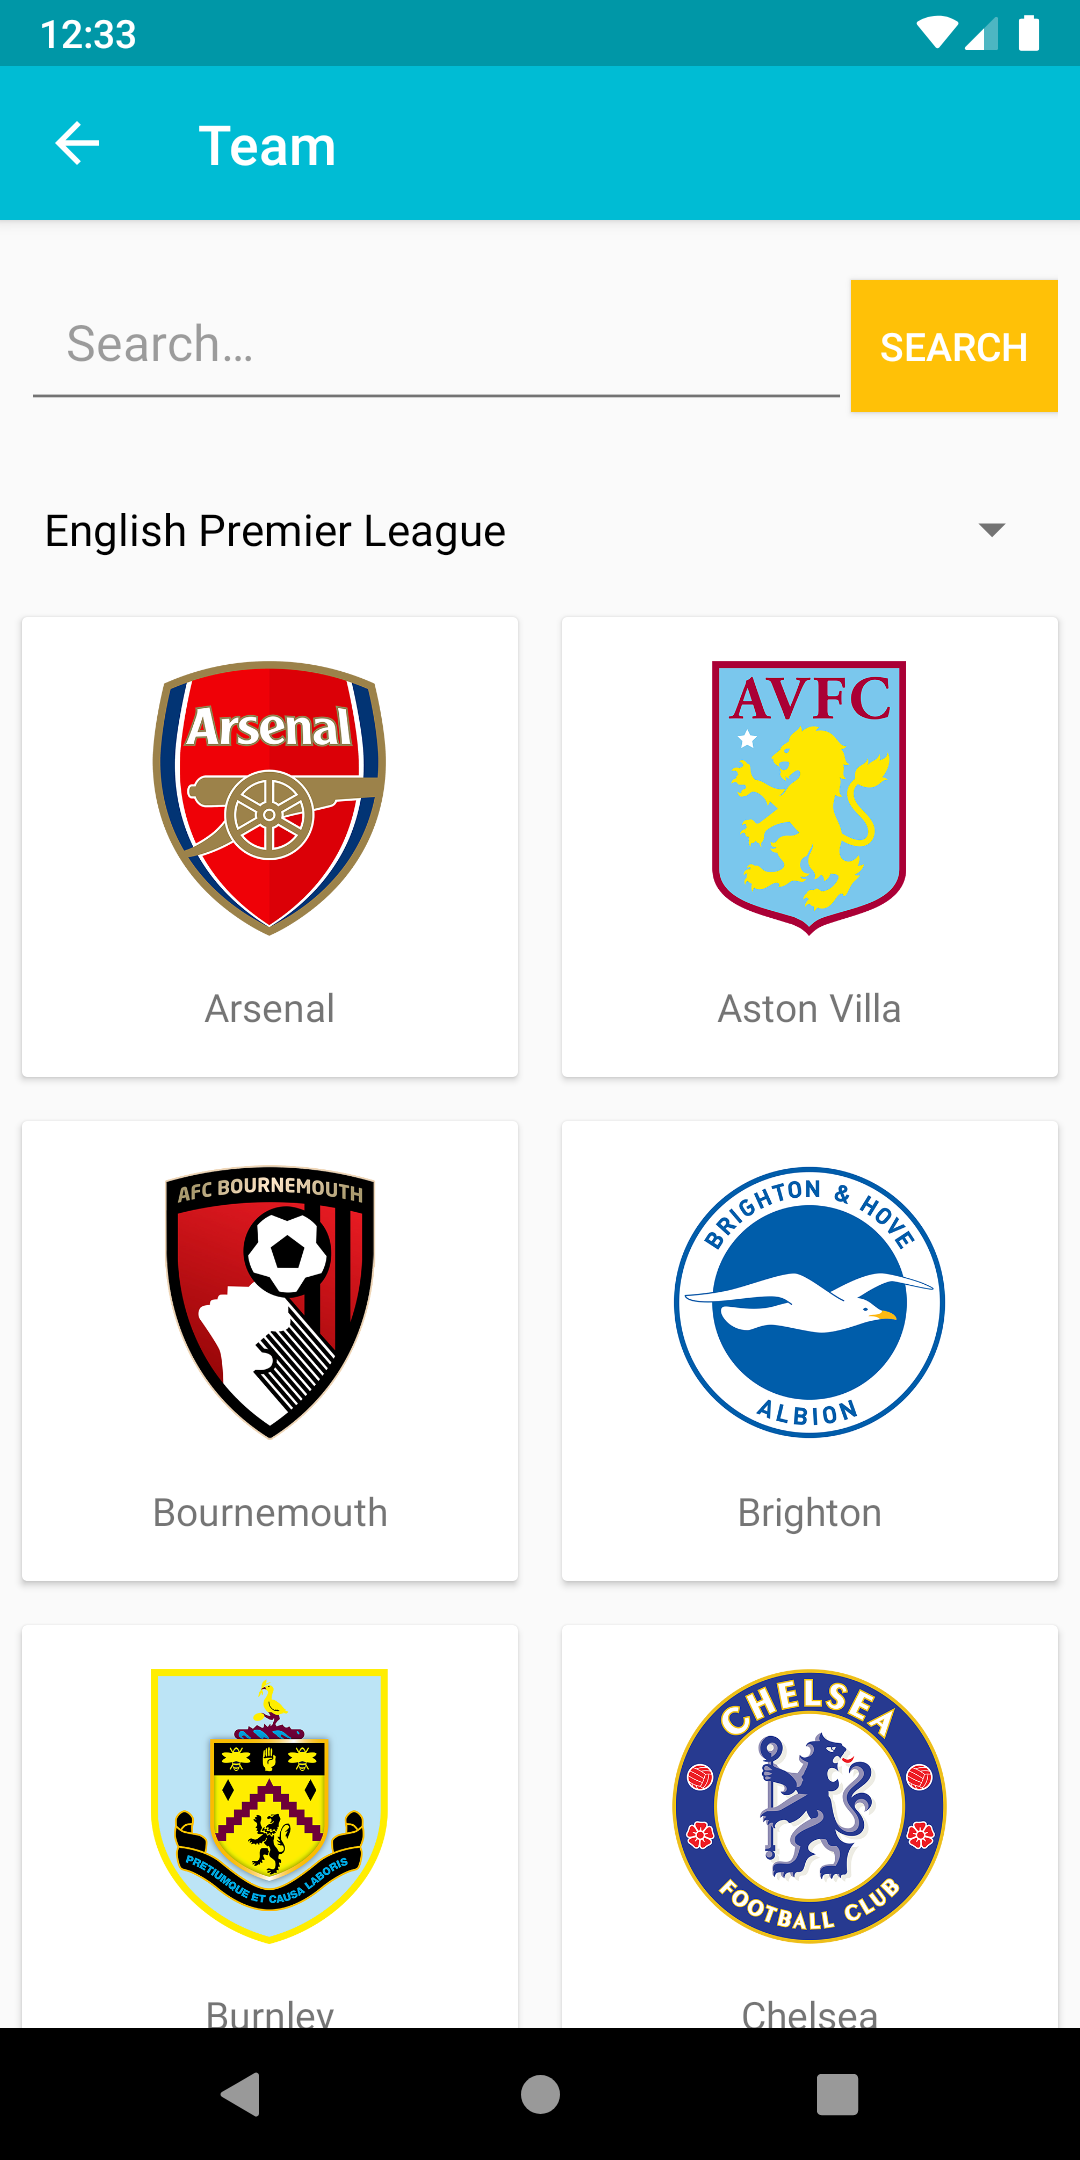 12:33
Team
Search...
SEARCH
English Premier League
Arsenal
AVFC
Arsenal
Aston Villa
AFC BOURNEMOUTH
BRIGHTON & HOVE
ALBION
Bournemouth
Brighton
CHELSEA
FOOTBALL CLUB
PRETIUMQUE ET CAUSA LABORIS
Burnley
Chelsea